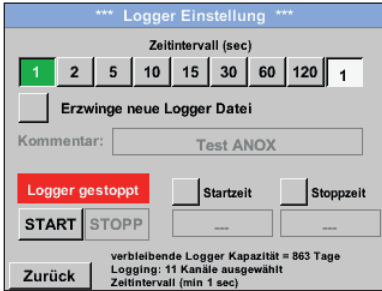 *** Logger Einstellung ***
Zeitintervall (sec)
1 2 5 10 15 30 60 120 1
Erzwinge neue Logger Datei
Kommentar: Test ANOX
Logger gestoppt Startzeit Stoppzeit
START STOPP --- ---
verbleibende Logger Kapazität = 863 Tage
Logging: 11 Kanäle ausgewählt
Zurück Zeitintervall (min 1 sec)